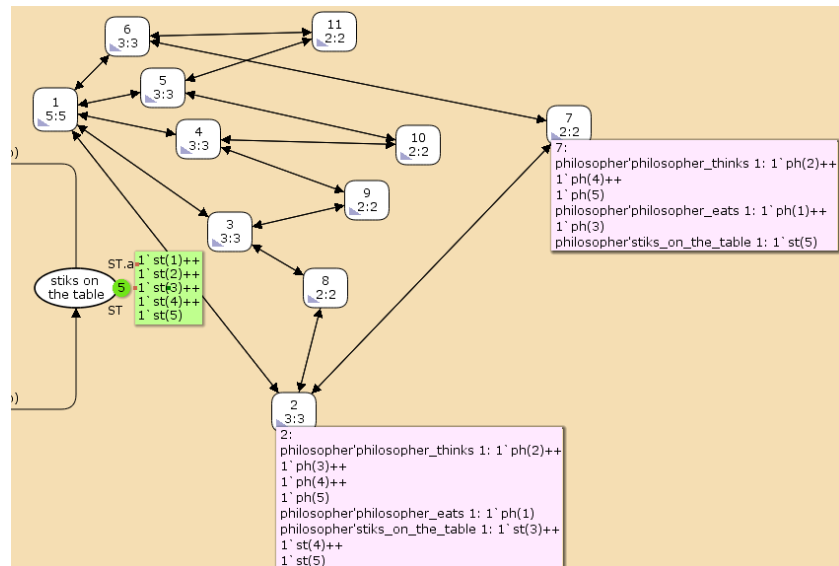 6
3:3
11
2:2
5
3:3
1
5:5
4
3:3
10
2:2
7
2:2
7:
philosopher'philosopher_thinks 1: 1`ph(2)++
1`ph(4)++
1`ph(5)
philosopher'philosopher_eats 1: 1`ph(1)++
1`ph(3)
philosopher'stiks_on_the_table 1: 1`st(5)
9
2:2
3
3:3
ST.a
1`st(1)++
1`st(2)++
1`st(3)++
1`st(4)++
1`st(5)
stiks on
the table
5
ST
8
2:2
2
3:3
2:
philosopher'philosopher_thinks 1: 1`ph(2)++
1`ph(3)++
1`ph(4)++
1`ph(5)
philosopher'philosopher_eats 1: 1`ph(1)
philosopher'stiks_on_the_table 1: 1`st(3)++
1`st(4)++
1`st(5)